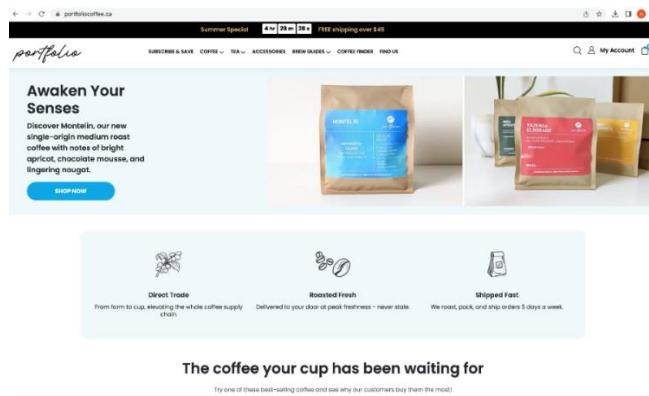 portfoliocoffee.ca
Summer Special 4 hr 29 m 28 s FREE shipping over $45
portfolio
SUBSCRIBE & SAVE COFFEE TEA ACCESSORIES BREW GUIDES COFFEE FINDER FIND US
My Account
Awaken Your
Senses
Discover Montelin, our new
single-origin medium roast
coffee with notes of bright
apricot, chocolate mousse, and
lingering nougat.
SHOP NOW
MONTELIN
Direct Trade
From farm to cup, elevating the whole coffee supply
chain.
Roasted Fresh
Delivered to your door at peak freshness - never stale.
Shipped Fast
We roast, pack, and ship orders 5 days a week.
The coffee your cup has been waiting for
Try one of these best-selling coffee and see why our customers buy them the most!